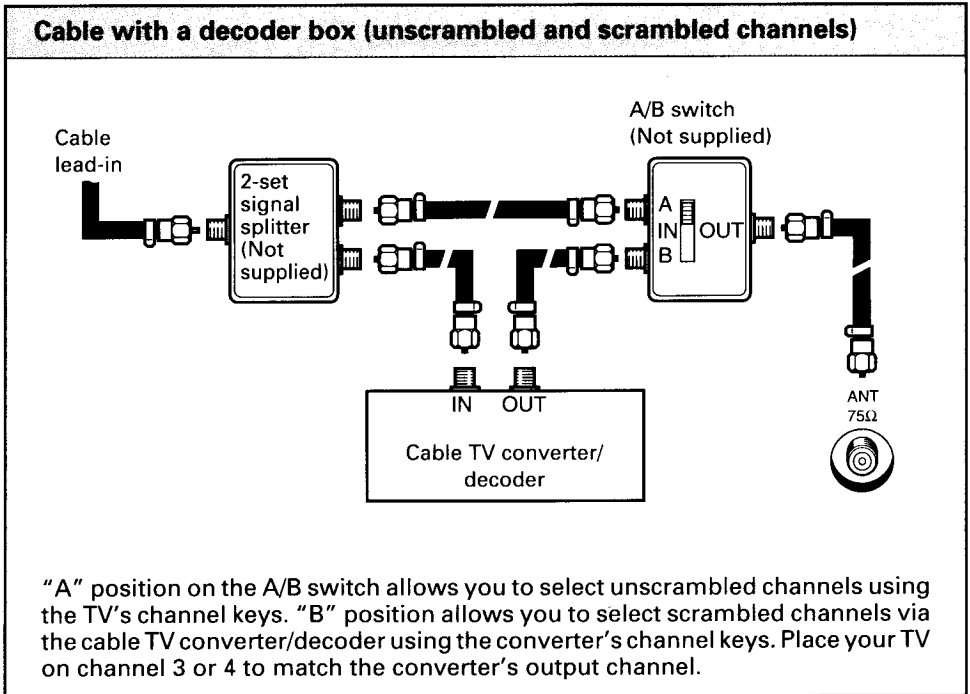 Cable with a decoder box (unscrambled and scrambled channels)
Cable
lead-in
2-set
signal
splitter
(Not
supplied)
A/B switch
(Not supplied)
A
IN
B
OUT
IN
OUT
Cable TV converter/
decoder
ANT
75Ω
"A" position on the A/B switch allows you to select unscrambled channels using
the TV's channel keys. "B" position allows you to select scrambled channels via
the cable TV converter/decoder using the converter's channel keys. Place your TV
on channel 3 or 4 to match the converter's output channel.